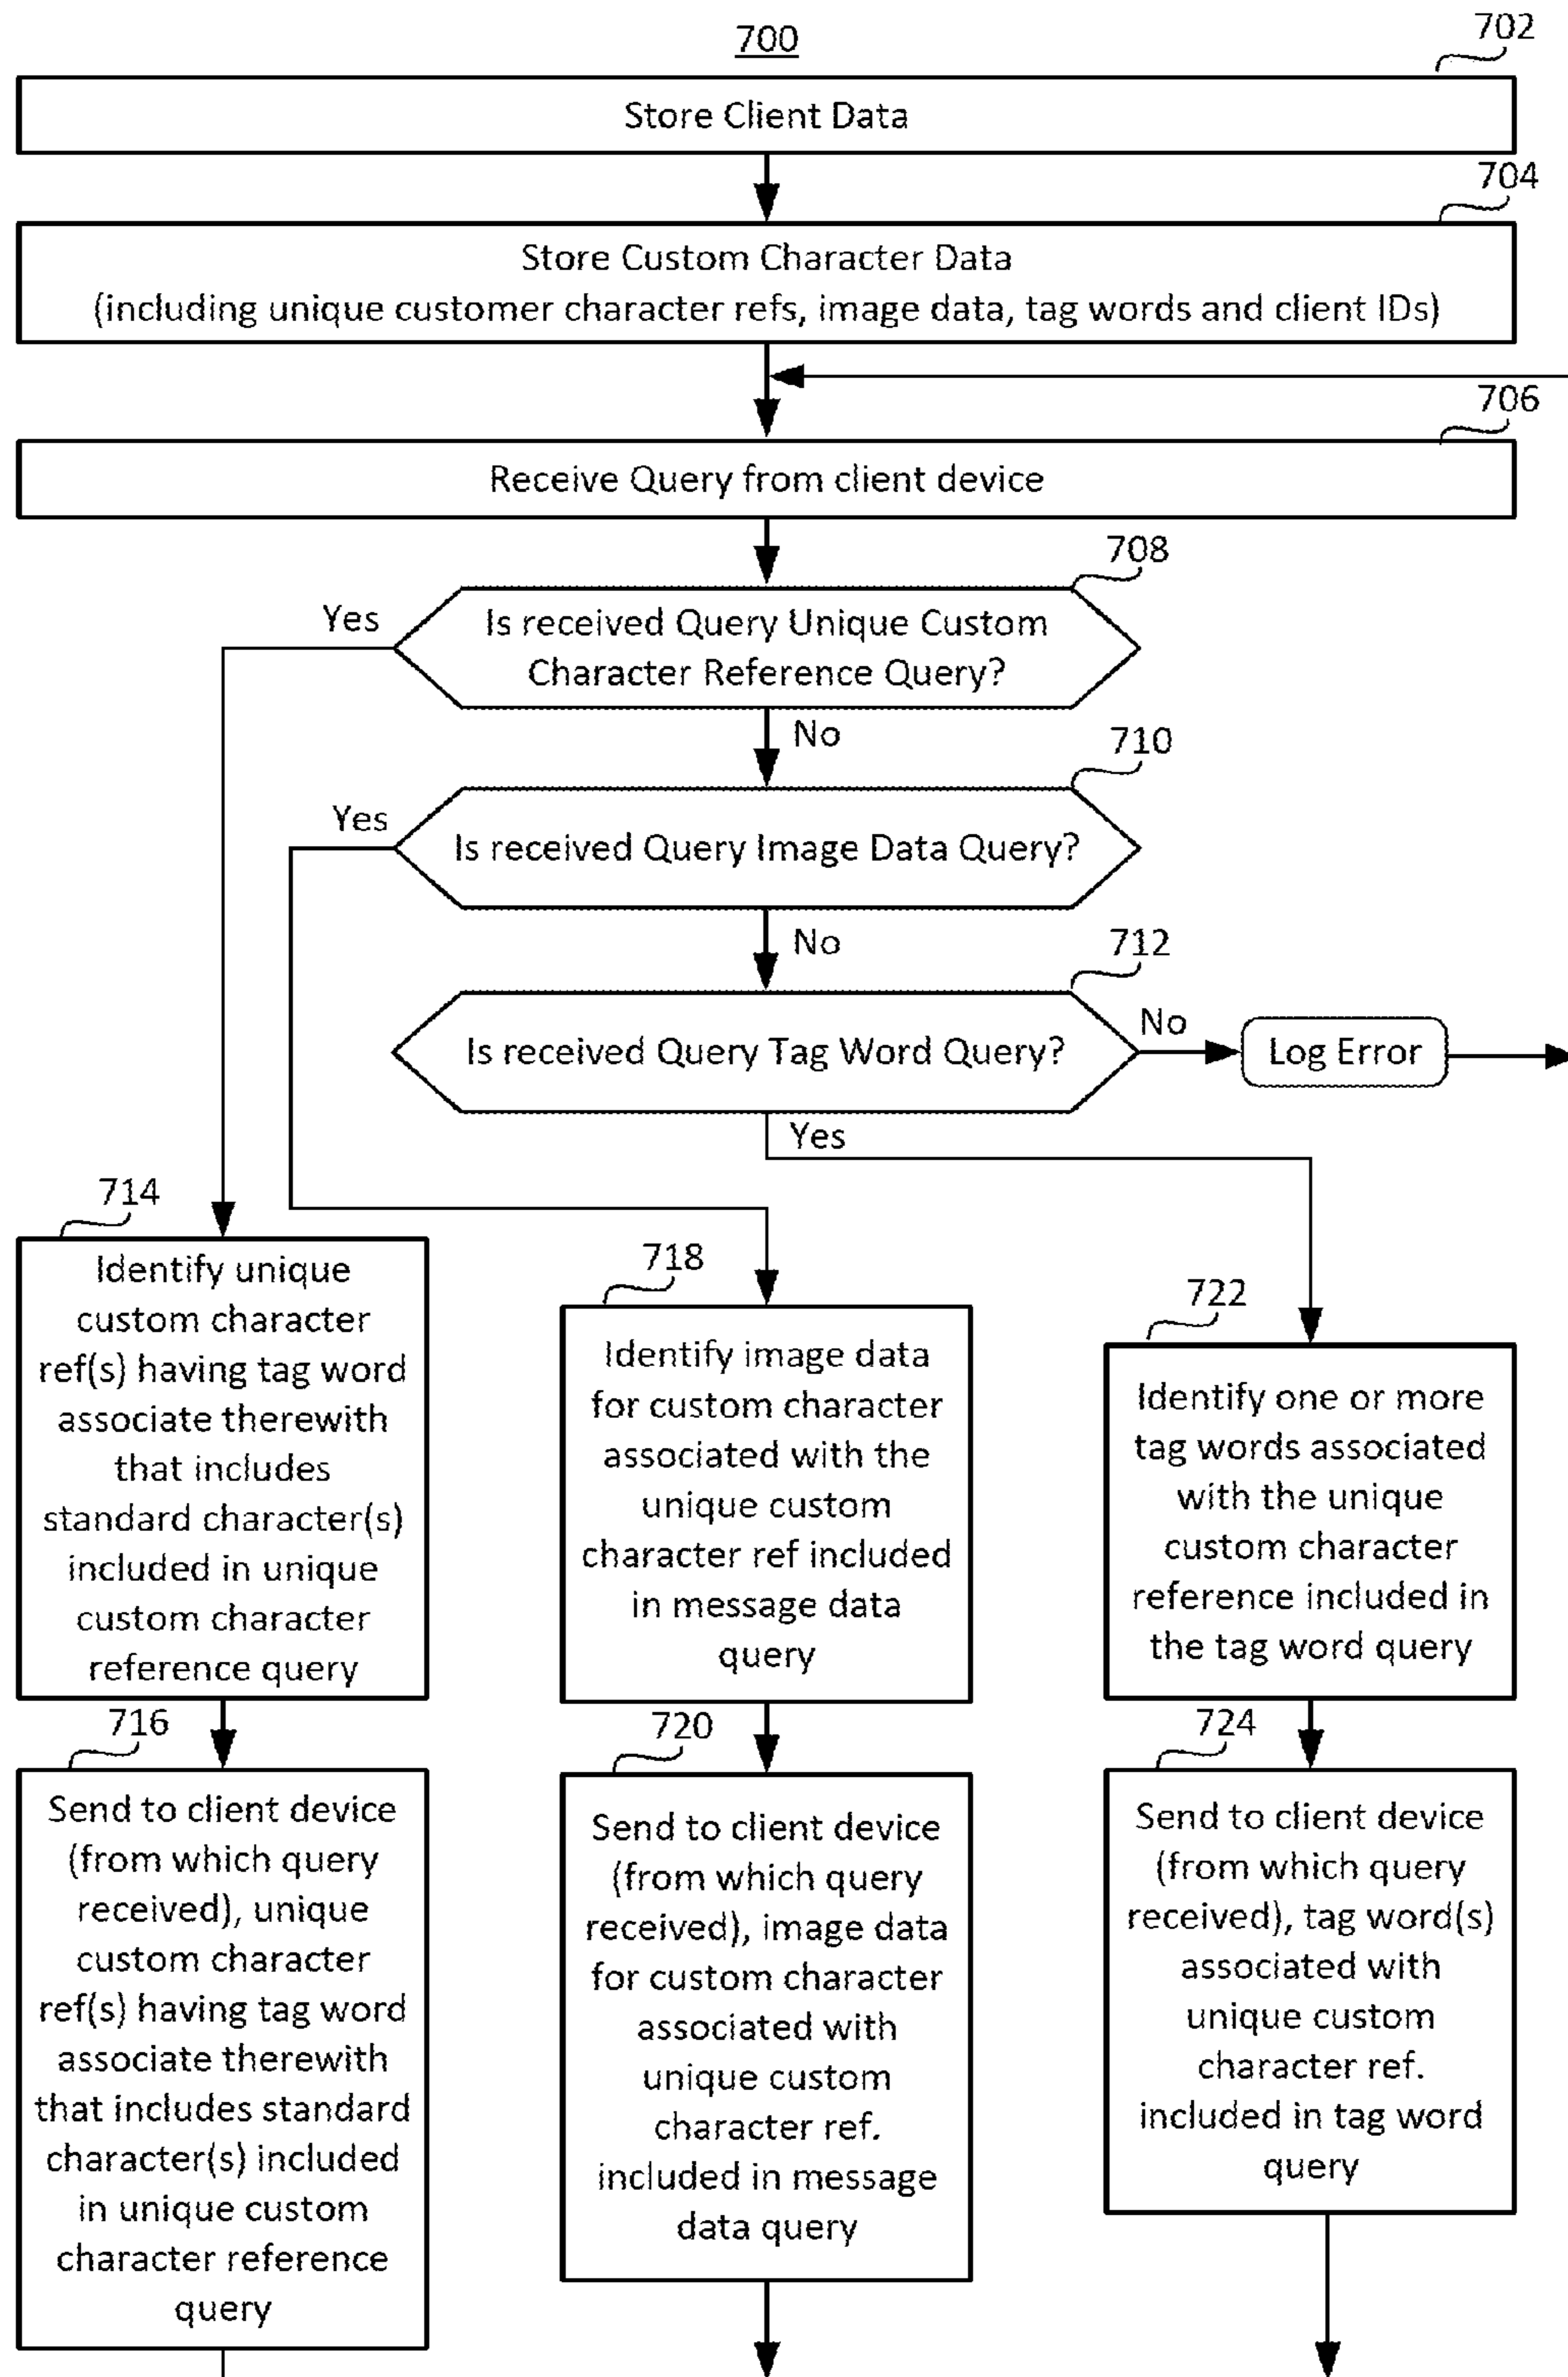 700
702
Store Client Data
704
Store Custom Character Data
(including unique customer character refs, image data, tag words and client IDs)
706
Receive Query from client device
708
Yes
Is received Query Unique Custom
Character Reference Query?
No
710
Yes
Is received Query Image Data Query?
No
712
Is received Query Tag Word Query?
No
Log Error
Yes
714
Identify unique
custom character
ref(s) having tag word
associate therewith
that includes
standard character(s)
included in unique
custom character
reference query
718
Identify image data
for custom character
associated with the
unique custom
character ref included
in message data
query
722
Identify one or more
tag words associated
with the unique
custom character
reference included in
the tag word query
716
Send to client device
(from which query
received), unique
custom character
ref(s) having tag word
associate therewith
that includes standard
character(s) included
in unique custom
character reference
query
720
Send to client device
(from which query
received), image data
for custom character
associated with
unique custom
character ref.
included in message
data query
724
Send to client device
(from which query
received), tag word(s)
associated with
unique custom
character ref.
included in tag word
query